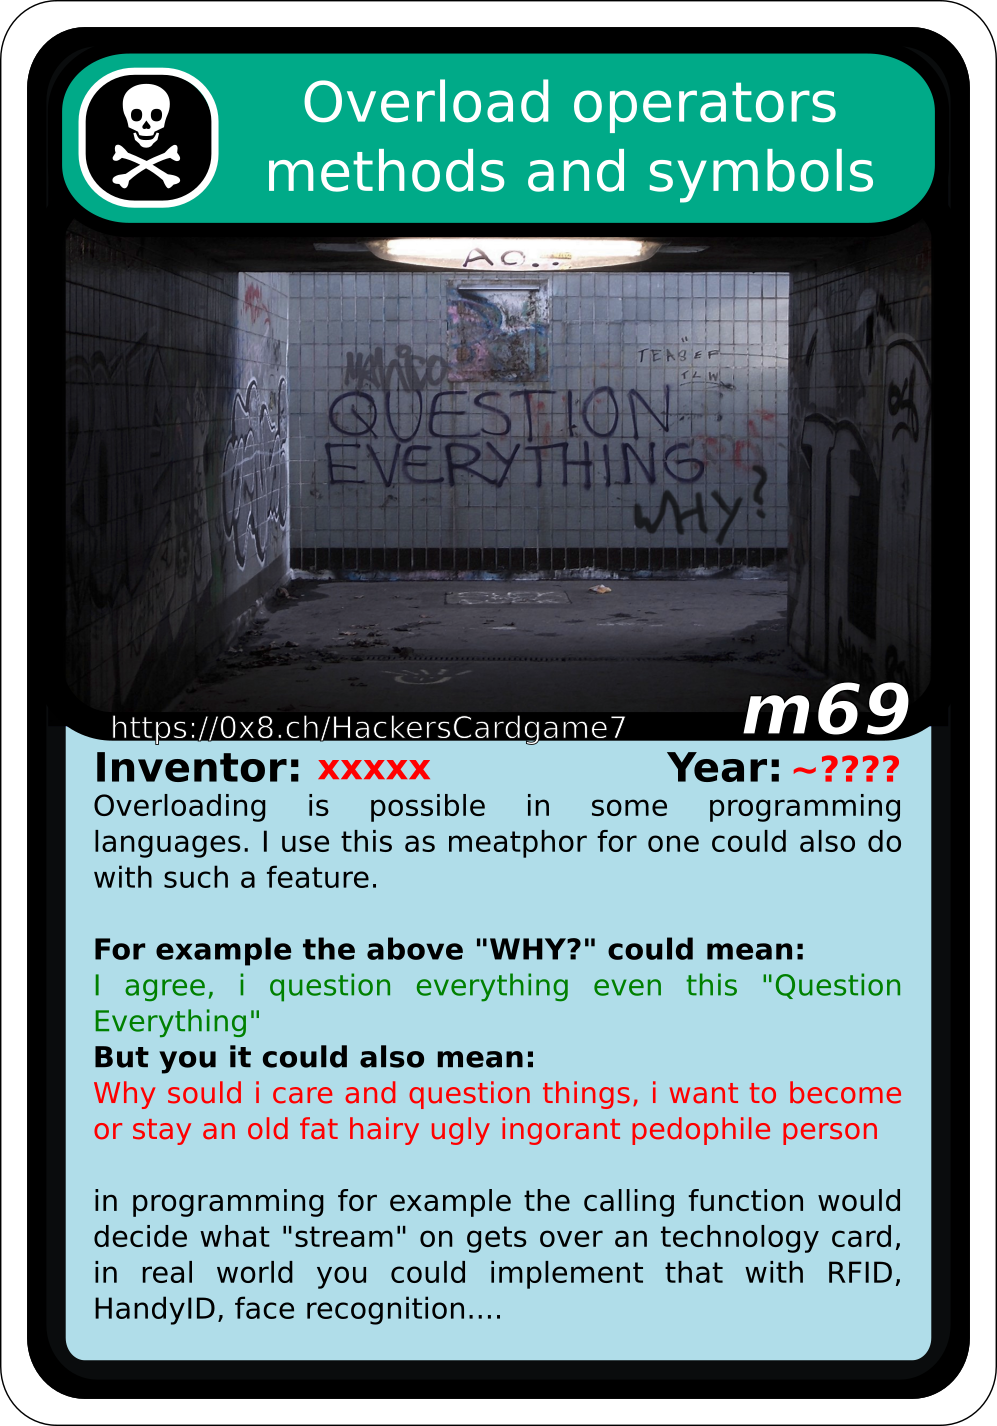 Overload operators
methods and symbols
AO..
MANiDO
TEASEF
TLW
QUESTION
EVERYTHING
WHY?
m69
https://0x8.ch/HackersCardgame7
Inventor: xxxxx Year: ~????
Overloading is possible in some programming
languages. I use this as meatphor for one could also do
with such a feature.
For example the above "WHY?" could mean:
I agree, i question everything even this "Question
Everything"
But you it could also mean:
Why sould i care and question things, i want to become
or stay an old fat hairy ugly ingorant pedophile person
in programming for example the calling function would
decide what "stream" on gets over an technology card,
in real world you could implement that with RFID,
HandyID, face recognition....